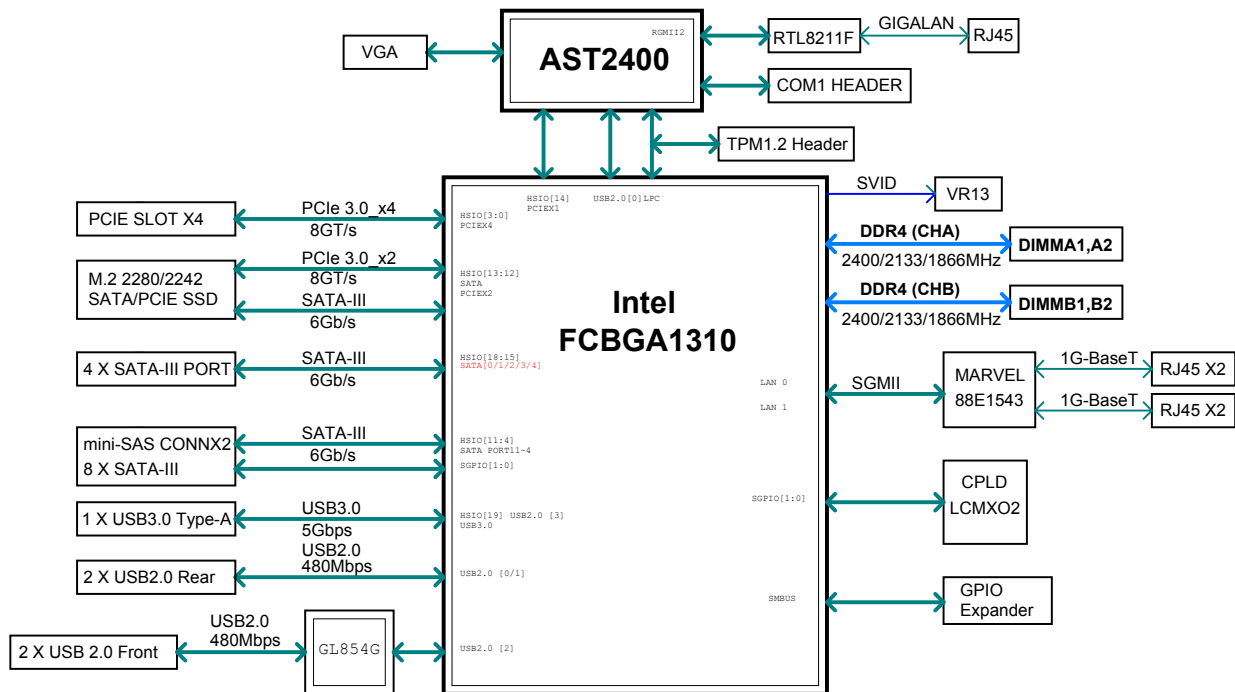 RGMII2
AST2400
VGA
RTL8211F
GIGALAN
RJ45
COM1 HEADER
TPM1.2 Header
HSIO[14]
PCIEX1
USB2.0[0]
LPC
SVID
VR13
PCIE SLOT X4
PCIe 3.0_x4
8GT/s
HSIO[3:0]
PCIEX4
DDR4 (CHA)
2400/2133/1866MHz
DIMMA1,A2
M.2 2280/2242
SATA/PCIE SSD
PCIe 3.0_x2
8GT/s
SATA-III
6Gb/s
HSIO[13:12]
SATA
PCIEX2
Intel
FCBGA1310
DDR4 (CHB)
2400/2133/1866MHz
DIMMB1,B2
4 X SATA-III PORT
SATA-III
6Gb/s
HSIO[18:15]
SATA[0/1/2/3/4]
LAN 0
LAN 1
SGMII
MARVEL
88E1543
1G-BaseT
RJ45 X2
1G-BaseT
RJ45 X2
mini-SAS CONNX2
8 X SATA-III
SATA-III
6Gb/s
HSIO[11:4]
SATA PORT11-4
SGPIO[1:0]
SGPIO[1:0]
CPLD
LCMXO2
1 X USB3.0 Type-A
USB3.0
5Gbps
HSIO[19] USB2.0 [3]
USB3.0
2 X USB2.0 Rear
USB2.0
480Mbps
USB2.0 [0/1]
SMBUS
GPIO
Expander
2 X USB 2.0 Front
USB2.0
480Mbps
GL854G
USB2.0 [2]